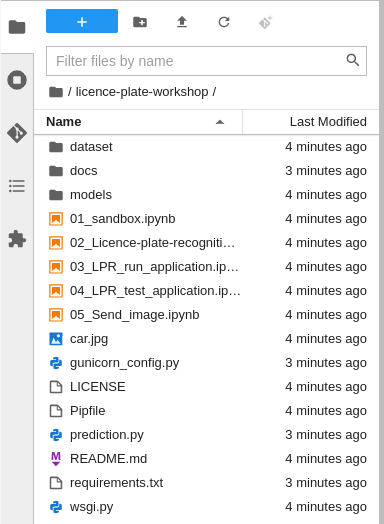 +
Filter files by name
/ licence-plate-workshop /
Name Last Modified
dataset 4 minutes ago
docs 3 minutes ago
models 4 minutes ago
01_sandbox.ipynb 4 minutes ago
02_Licence-plate-recogniti… 4 minutes ago
03_LPR_run_application.ip… 4 minutes ago
04_LPR_test_application.ip… 4 minutes ago
05_Send_image.ipynb 4 minutes ago
car.jpg 4 minutes ago
gunicorn_config.py 3 minutes ago
LICENSE 4 minutes ago
Pipfile 4 minutes ago
prediction.py 3 minutes ago
M README.md 4 minutes ago
requirements.txt 3 minutes ago
wsgi.py 4 minutes ago